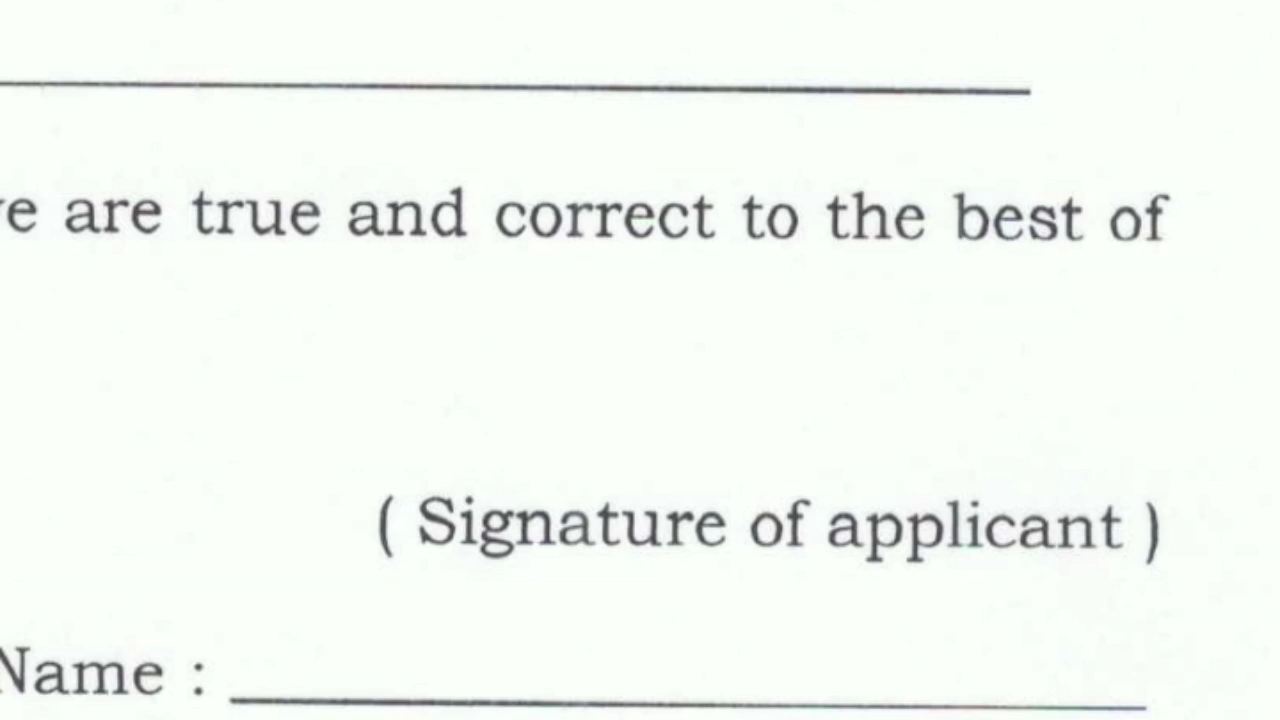 are true and correct to the best of
( Signature of applicant )
Name :